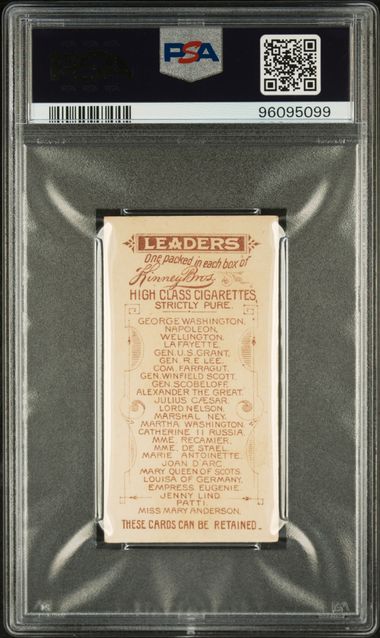 PSA
96095099
LEADERS
One packed in each box of
Kinney Bros
HIGH CLASS CIGARETTES,
STRICTLY PURE.
GEORGE WASHINGTON,
NAPOLEON,
WELLINGTON,
LA FAYETTE,
GEN. U.S. GRANT,
GEN. R.E. LEE,
COM. FARRAGUT,
GEN. WINFIELD SCOTT,
GEN. SCOBELOFF,
ALEXANDER THE GREAT,
JULIUS CÆSAR,
LORD NELSON,
MARSHAL NEY,
MARTHA WASHINGTON,
CATHERINE II RUSSIA,
MME. RECAMIER,
MME. DE STAEL,
MARIE ANTOINETTE,
JOAN D'ARC,
MARY QUEEN OF SCOTS,
LOUISA OF GERMANY,
EMPRESS EUGENIE,
JENNY LIND,
PATTI,
MISS MARY ANDERSON,
THESE CARDS CAN BE RETAINED.